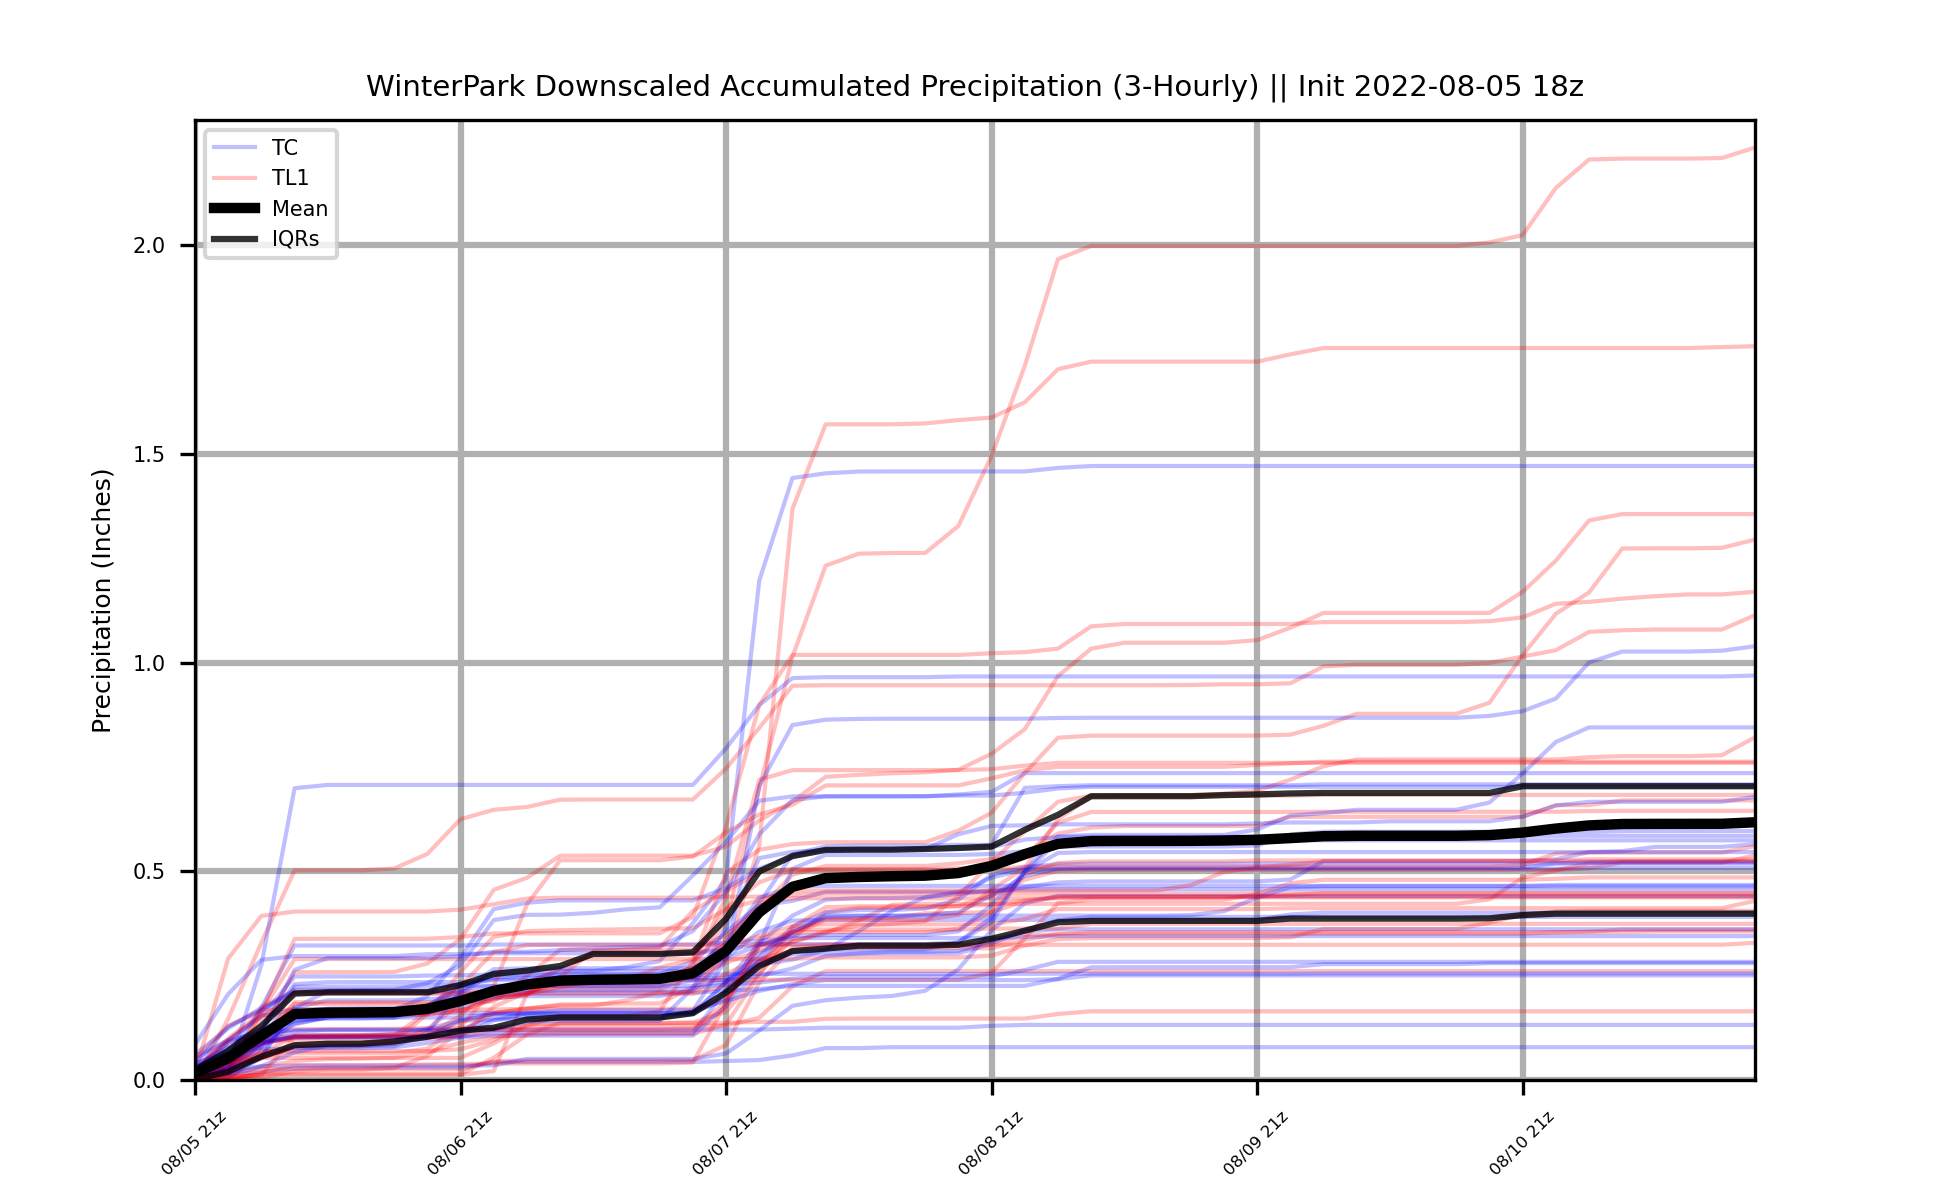 WinterPark Downscaled Accumulated Precipitation (3-Hourly) || Init 2022-08-05 18z
TC
TL1
Mean
IQRs
Precipitation (Inches)
2.0
1.5
1.0
0.5
0.0
08/05 21z
08/06 21z
08/07 21z
08/08 21z
08/09 21z
08/10 21z